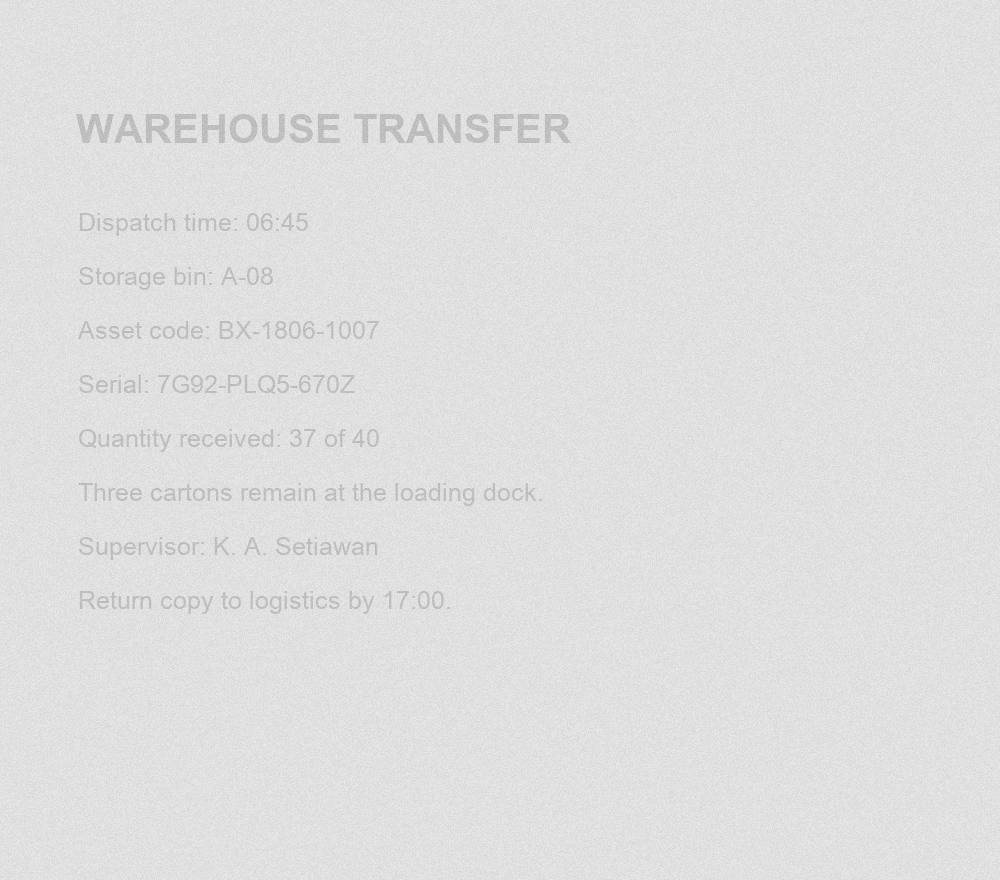 WAREHOUSE TRANSFER
Dispatch time: 06:45
Storage bin: A-08
Asset code: BX-1806-1007
Serial: 7G92-PLQ5-670Z
Quantity received: 37 of 40
Three cartons remain at the loading dock.
Supervisor: K. A. Setiawan
Return copy to logistics by 17:00.